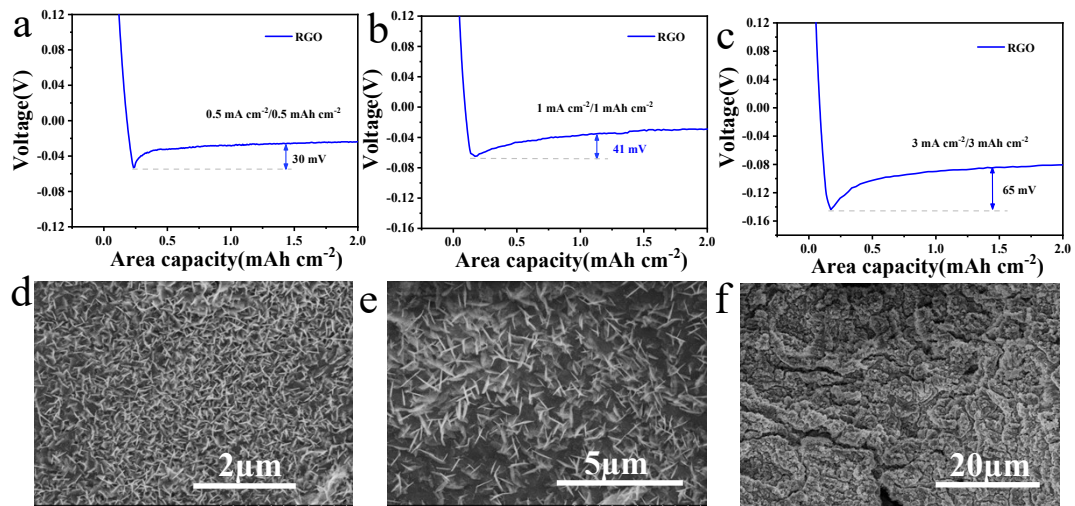 a
0.12
0.08
0.04
0.00
-0.04
-0.08
-0.12
Voltage(V)
RGO
0.5 mA cm⁻²/0.5 mAh cm⁻²
30 mV
0.0 0.5 1.0 1.5 2.0
Area capacity(mAh cm⁻²)
b
0.12
0.08
0.04
0.00
-0.04
-0.08
-0.12
-0.16
Voltage(V)
RGO
1 mA cm⁻²/1 mAh cm⁻²
41 mV
0.0 0.5 1.0 1.5 2.0
Area capacity(mAh cm⁻²)
c
0.12
0.08
0.04
0.00
-0.04
-0.08
-0.12
-0.16
Voltage(V)
RGO
3 mA cm⁻²/3 mAh cm⁻²
65 mV
0.0 0.5 1.0 1.5 2.0
Area capacity(mAh cm⁻²)
d
2μm
e
5μm
f
20μm